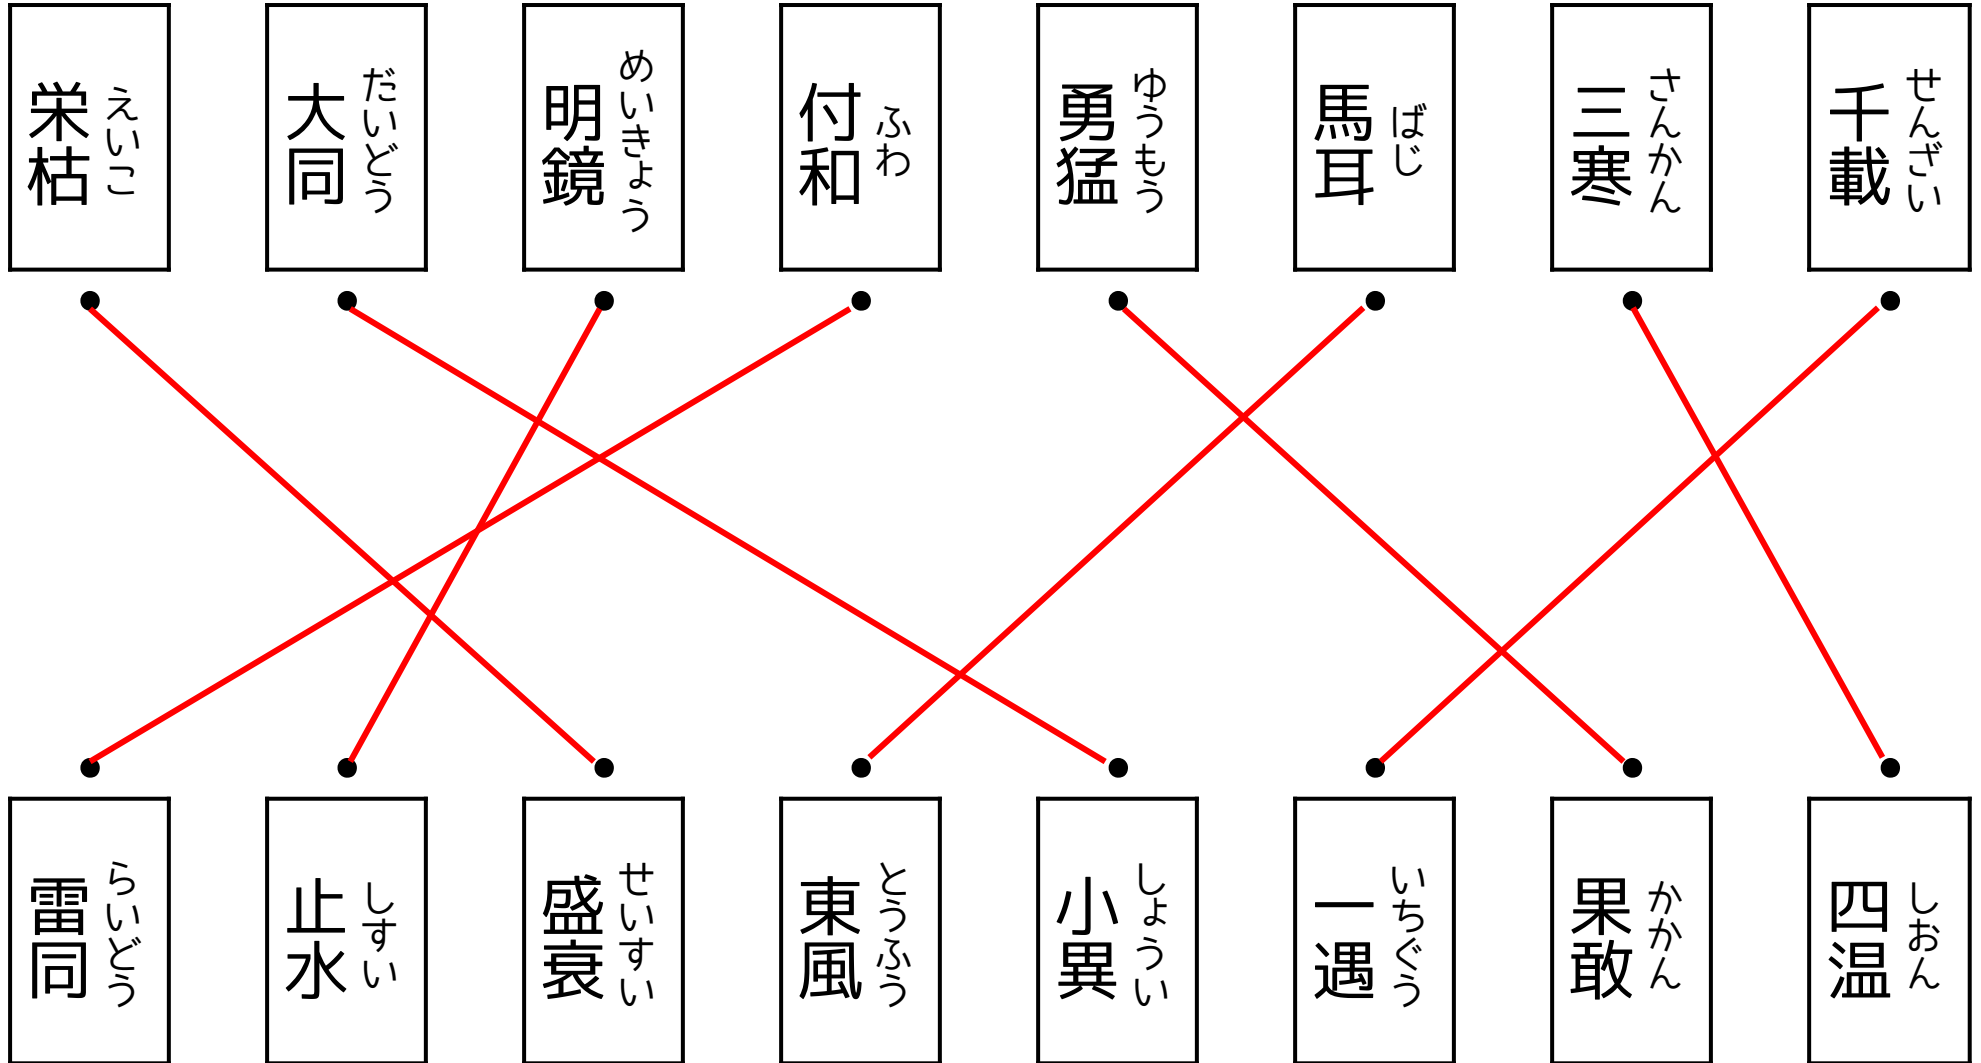 千載
せんざい
三寒
さんかん
馬耳
ばじ
勇猛
ゆうもう
付和
ふわ
明鏡
めいきょう
大同
だいどう
栄枯
えいこ
四温
しおん
果敢
かかん
一遇
いちぐう
小異
しょうい
東風
とうふう
盛衰
せいすい
止水
しすい
雷同
らいどう